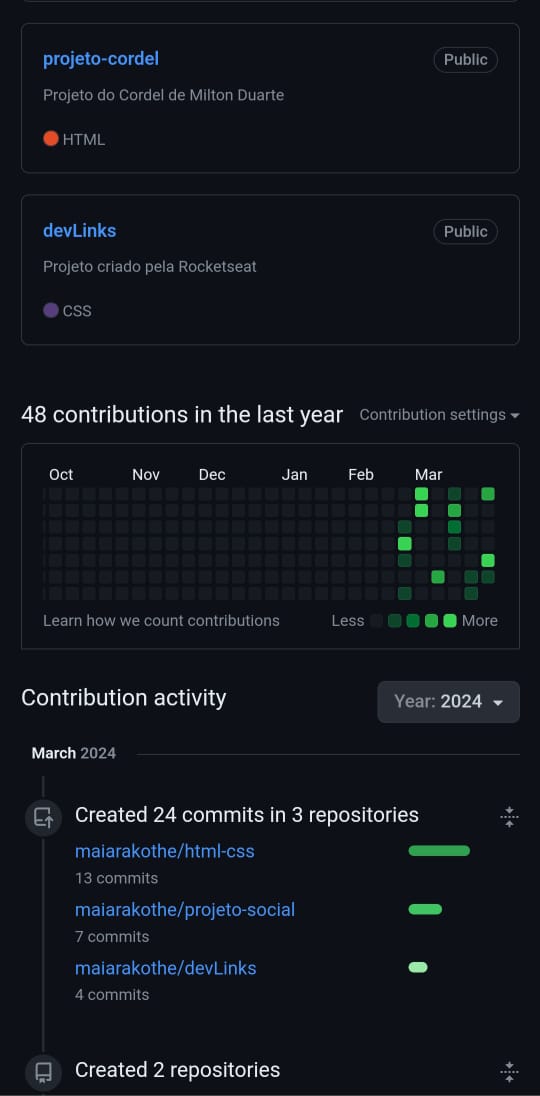 projeto-cordel Public
Projeto do Cordel de Milton Duarte
HTML
devLinks Public
Projeto criado pela Rocketseat
CSS
48 contributions in the last year Contribution settings
Oct Nov Dec Jan Feb Mar
Learn how we count contributions Less More
Contribution activity Year: 2024
March 2024
Created 24 commits in 3 repositories
maiarakothe/html-css
13 commits
maiarakothe/projeto-social
7 commits
maiarakothe/devLinks
4 commits
Created 2 repositories